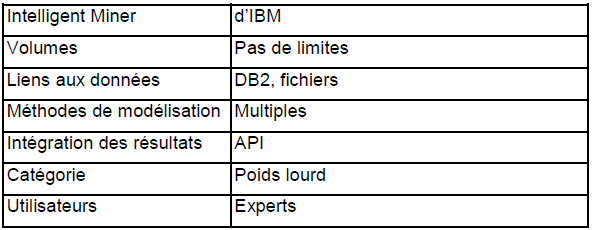 Intelligent Miner d'IBM
Volumes Pas de limites
Liens aux données DB2, fichiers
Méthodes de modélisation Multiples
Intégration des résultats API
Catégorie Poids lourd
Utilisateurs Experts